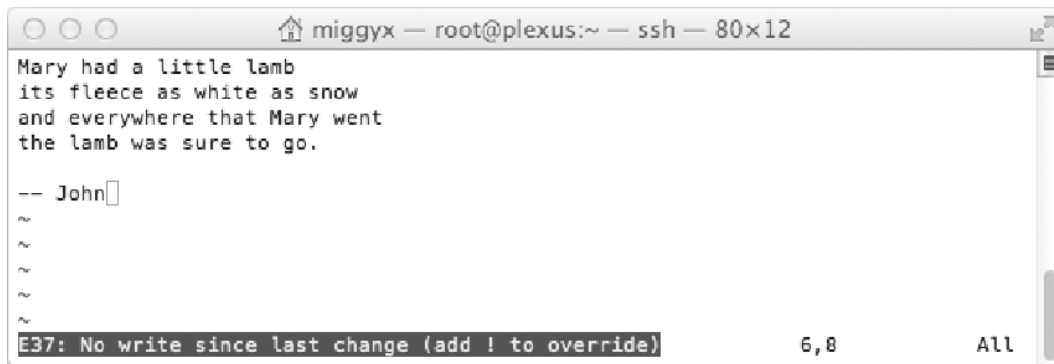 miggyx — root@plexus:~ — ssh — 80×12
Mary had a little lamb
its fleece as white as snow
and everywhere that Mary went
the lamb was sure to go.
-- John
~
~
~
~
~
E37: No write since last change (add ! to override) 6,8 All